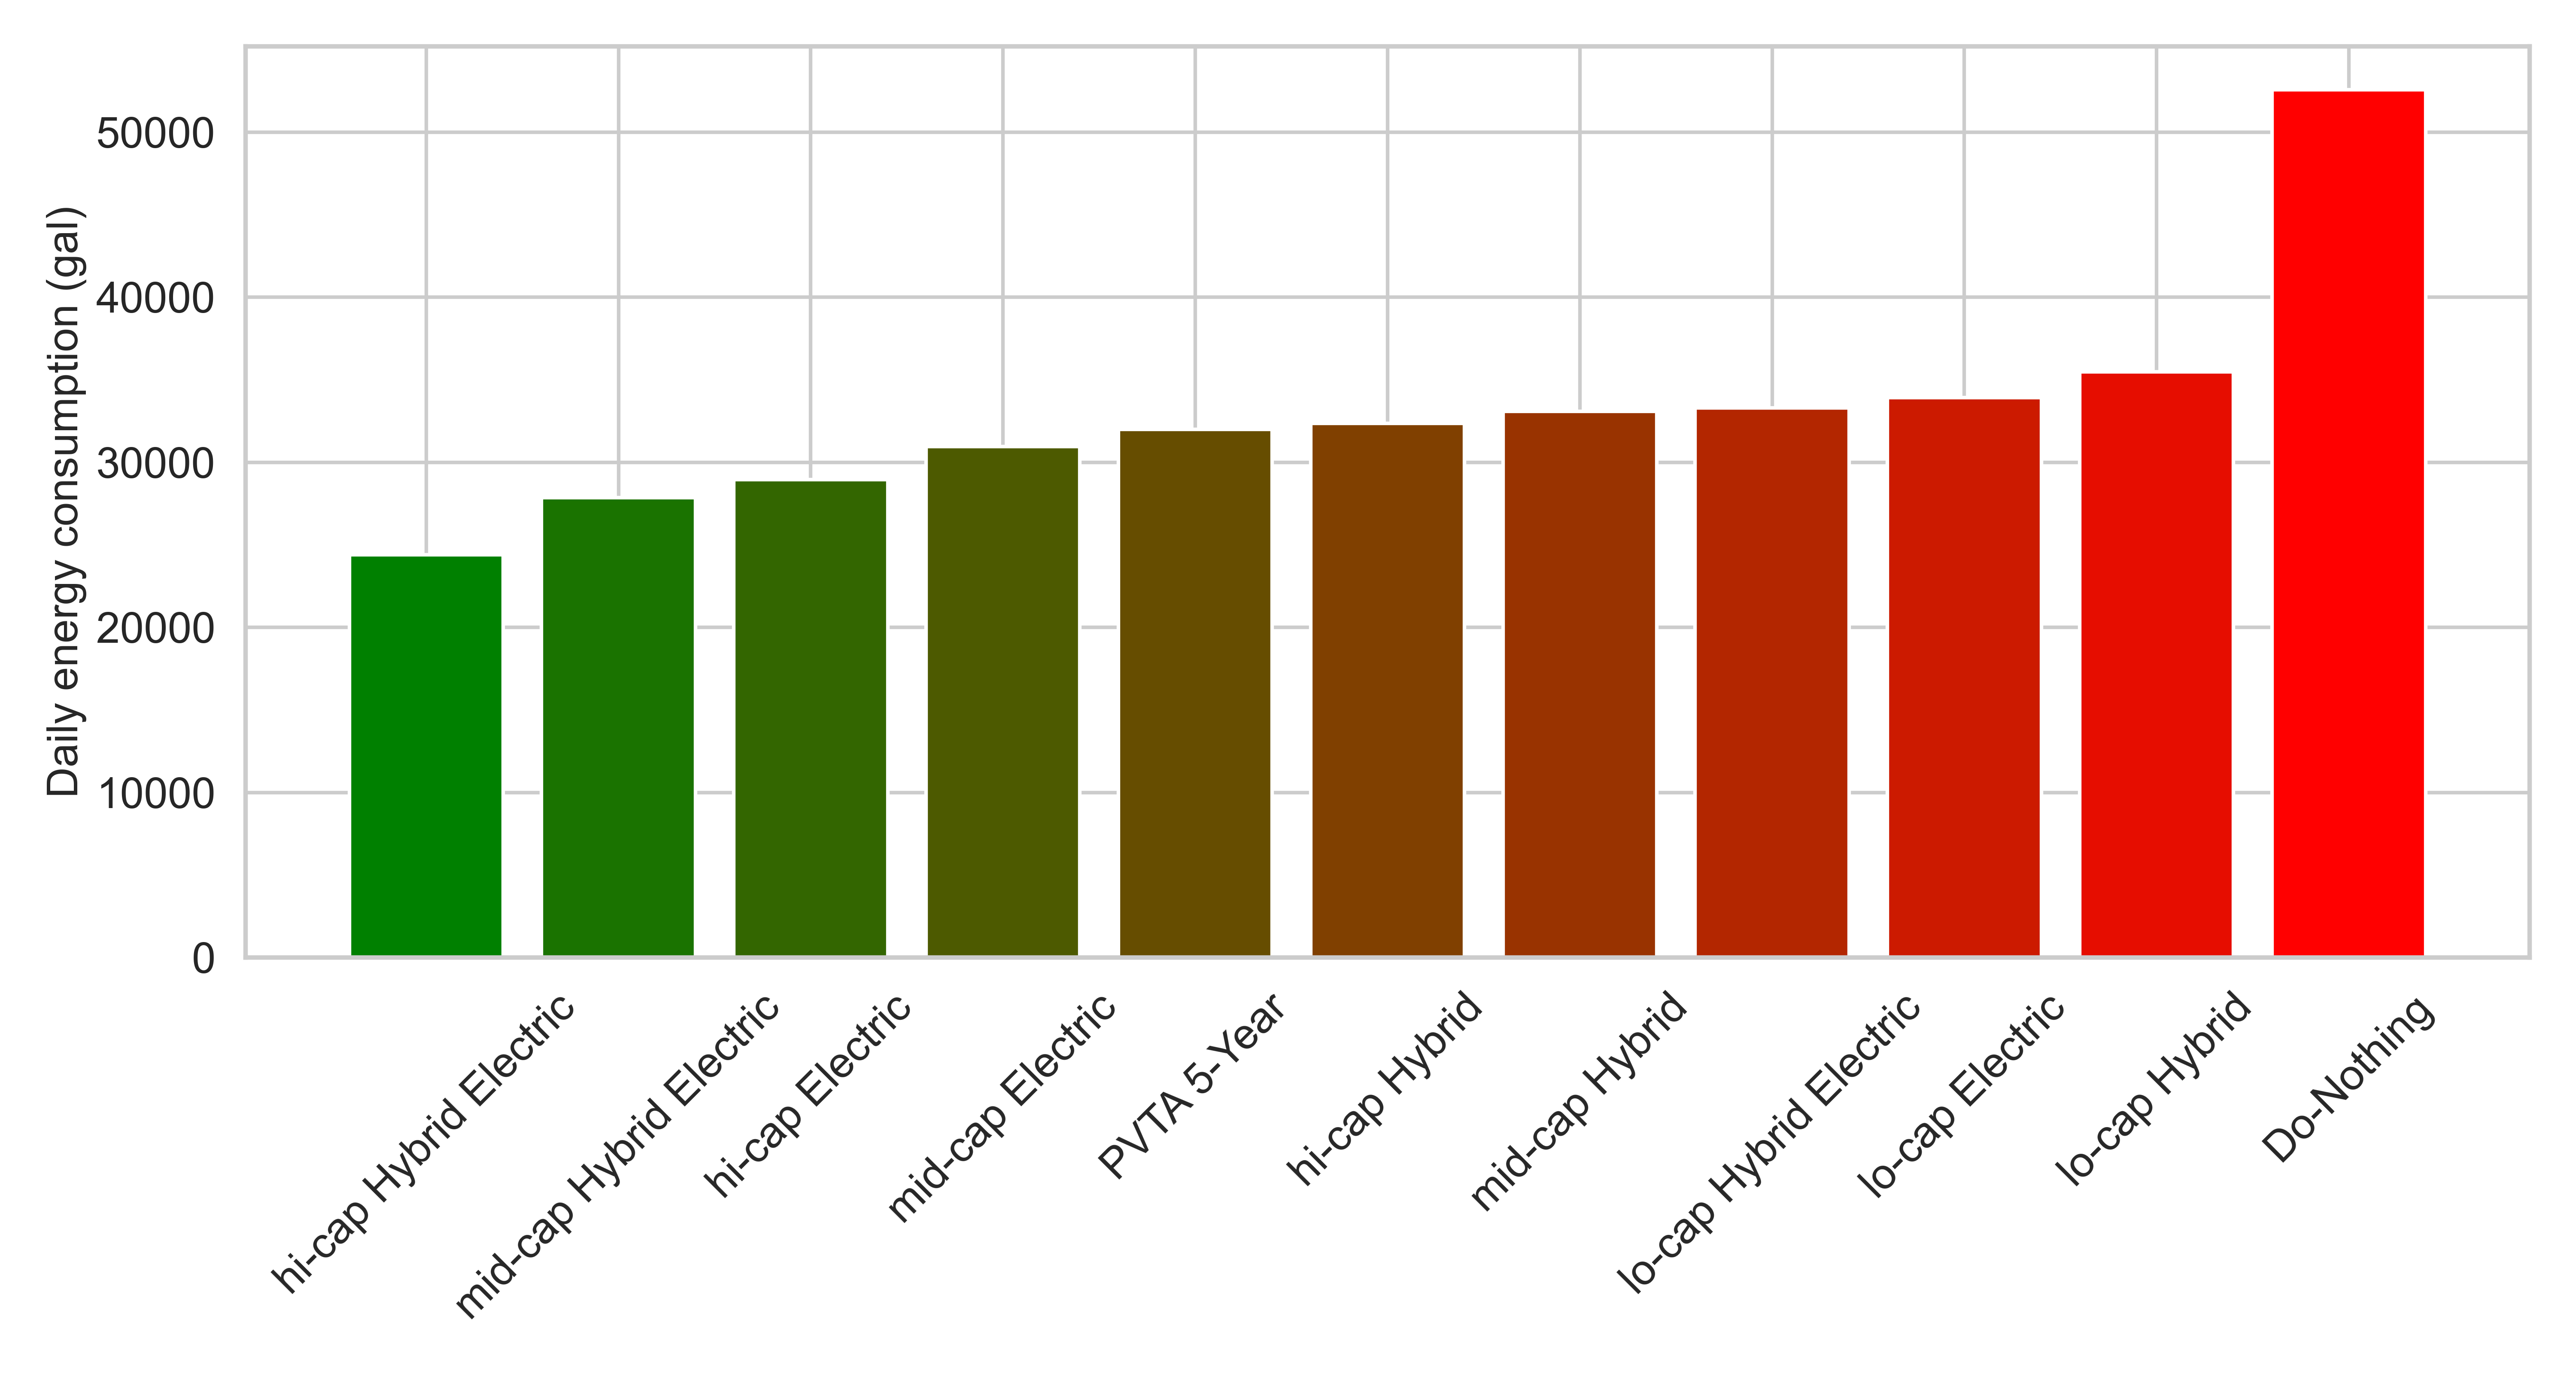 Daily energy consumption (gal)
50000
40000
30000
20000
10000
0
hi-cap Hybrid Electric
mid-cap Hybrid Electric
hi-cap Electric
mid-cap Electric
PVTA 5-Year
hi-cap Hybrid
mid-cap Hybrid
lo-cap Hybrid Electric
lo-cap Electric
lo-cap Hybrid
Do-Nothing